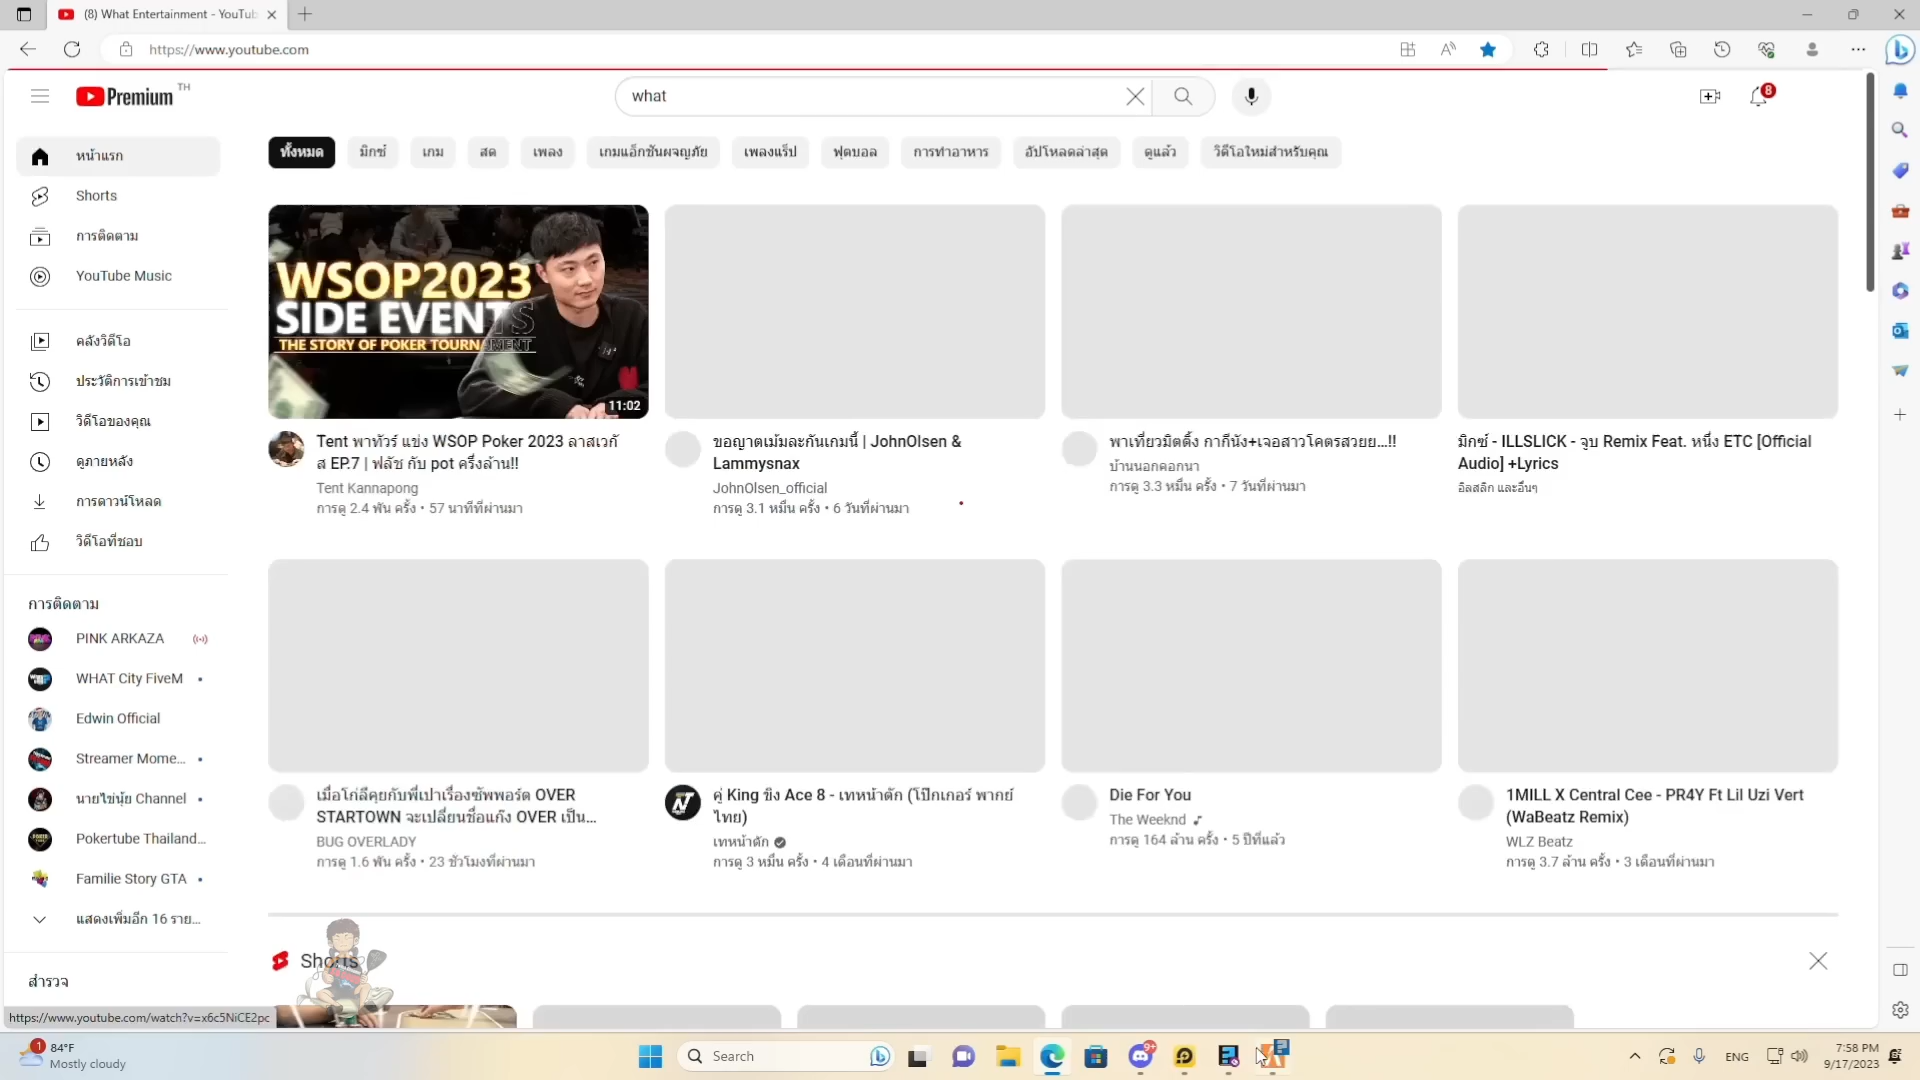 (8) What Entertainment - YouTub
https://www.youtube.com
Premium TH
what
8
ทั้งหมด
มิกซ์
เกม
สด
เพลง
เกมแอ็กชันผจญภัย
เพลงแร็ป
ฟุตบอล
การทำอาหาร
อัปโหลดล่าสุด
ดูแล้ว
วิดีโอใหม่สำหรับคุณ
หน้าแรก
Shorts
การติดตาม
YouTube Music
คลังวิดีโอ
ประวัติการเข้าชม
วิดีโอของคุณ
ดูภายหลัง
การดาวน์โหลด
วิดีโอที่ชอบ
การติดตาม
PINK ARKAZA
WHAT City FiveM
Edwin Official
Streamer Mome...
นายไข่นุ้ย Channel
Pokertube Thailand...
Familie Story GTA
แสดงเพิ่มอีก 16 ราย...
สำรวจ
WSOP2023
SIDE EVENTS
THE STORY OF POKER TOURNAMENT
11:02
Tent พาทัวร์ แข่ง WSOP Poker 2023 ลาสเวกั
ส EP.7 | ฟลัช กับ pot ครึ่งล้าน!!
Tent Kannapong
การดู 2.4 พัน ครั้ง • 57 นาทีที่ผ่านมา
ขอญาตเม้มละกันเกมนี้ | JohnOlsen &
Lammysnax
JohnOlsen_official
การดู 3.1 หมื่น ครั้ง • 6 วันที่ผ่านมา
พาเที่ยวมิตติ้ง กากีนัง+เจอสาวโคตรสวยย...!!
บ้านนอกคอกนา
การดู 3.3 หมื่น ครั้ง • 7 วันที่ผ่านมา
มิกซ์ - ILLSLICK - จูบ Remix Feat. หนึ่ง ETC [Official
Audio] +Lyrics
อิลสลิก และอื่นๆ
เมื่อโกลีคุยกับพี่เปาเรื่องซัพพอร์ต OVER
STARTOWN จะเปลี่ยนชื่อแก๊ง OVER เป็น...
BUG OVERLADY
การดู 1.6 พัน ครั้ง • 23 ชั่วโมงที่ผ่านมา
คู่ King ขิง Ace 8 - เทหน้าตัก (โป๊กเกอร์ พากย์
ไทย)
เทหน้าตัก
การดู 3 หมื่น ครั้ง • 4 เดือนที่ผ่านมา
Die For You
The Weeknd
การดู 164 ล้าน ครั้ง • 5 ปีที่แล้ว
1MILL X Central Cee - PR4Y Ft Lil Uzi Vert
(WaBeatz Remix)
WLZ Beatz
การดู 3.7 ล้าน ครั้ง • 3 เดือนที่ผ่านมา
Shorts
https://www.youtube.com/watch?v=x6c5NiCE2pc
1
84°F
Mostly cloudy
Search
9+
ENG
7:58 PM
9/17/2023